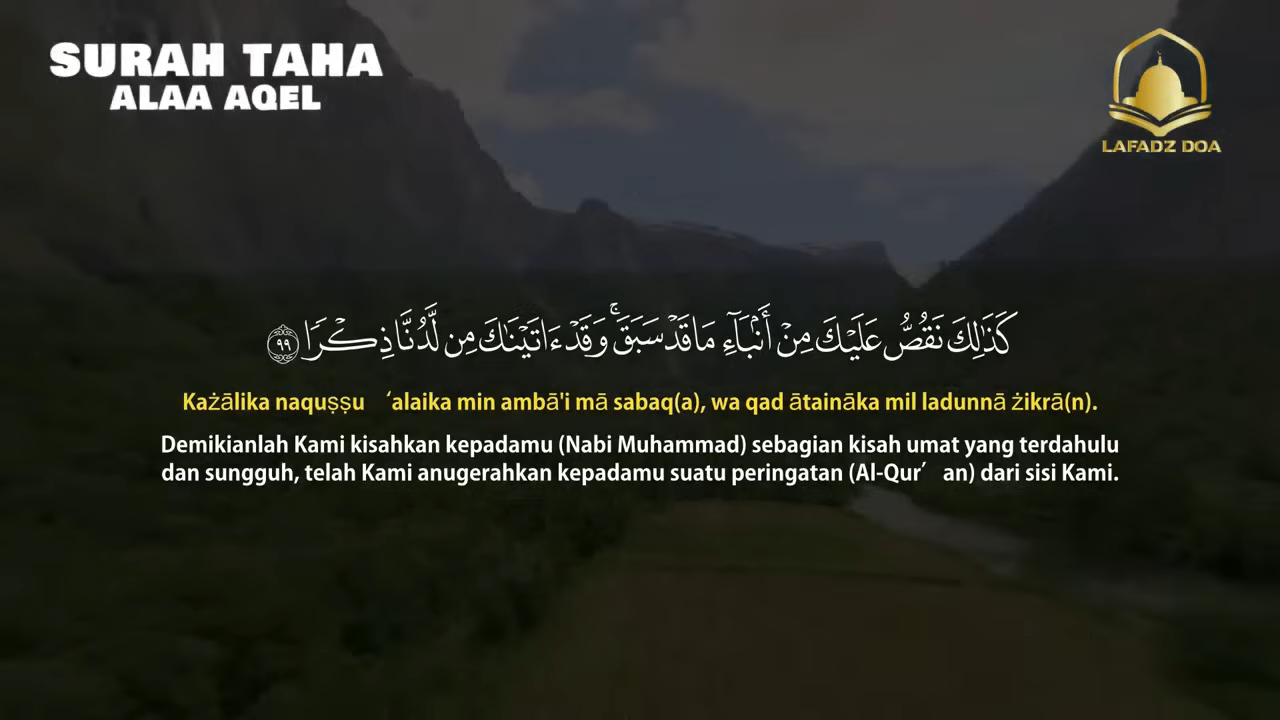 SURAH TAHA
ALAA AQEL
LAFADZ DOA
كَذَٰلِكَ نَقُصُّ عَلَيْكَ مِنْ أَنۢبَآءِ مَا قَدْ سَبَقَۚ وَقَدْ ءَاتَيْنَٰكَ مِن لَّدُنَّا ذِكْرًا ٩٩
Każālika naquṣṣu ‘alaika min ambā'i mā sabaq(a), wa qad ātaināka mil ladunnā żikrā(n).
Demikianlah Kami kisahkan kepadamu (Nabi Muhammad) sebagian kisah umat yang terdahulu
dan sungguh, telah Kami anugerahkan kepadamu suatu peringatan (Al-Qur’an) dari sisi Kami.